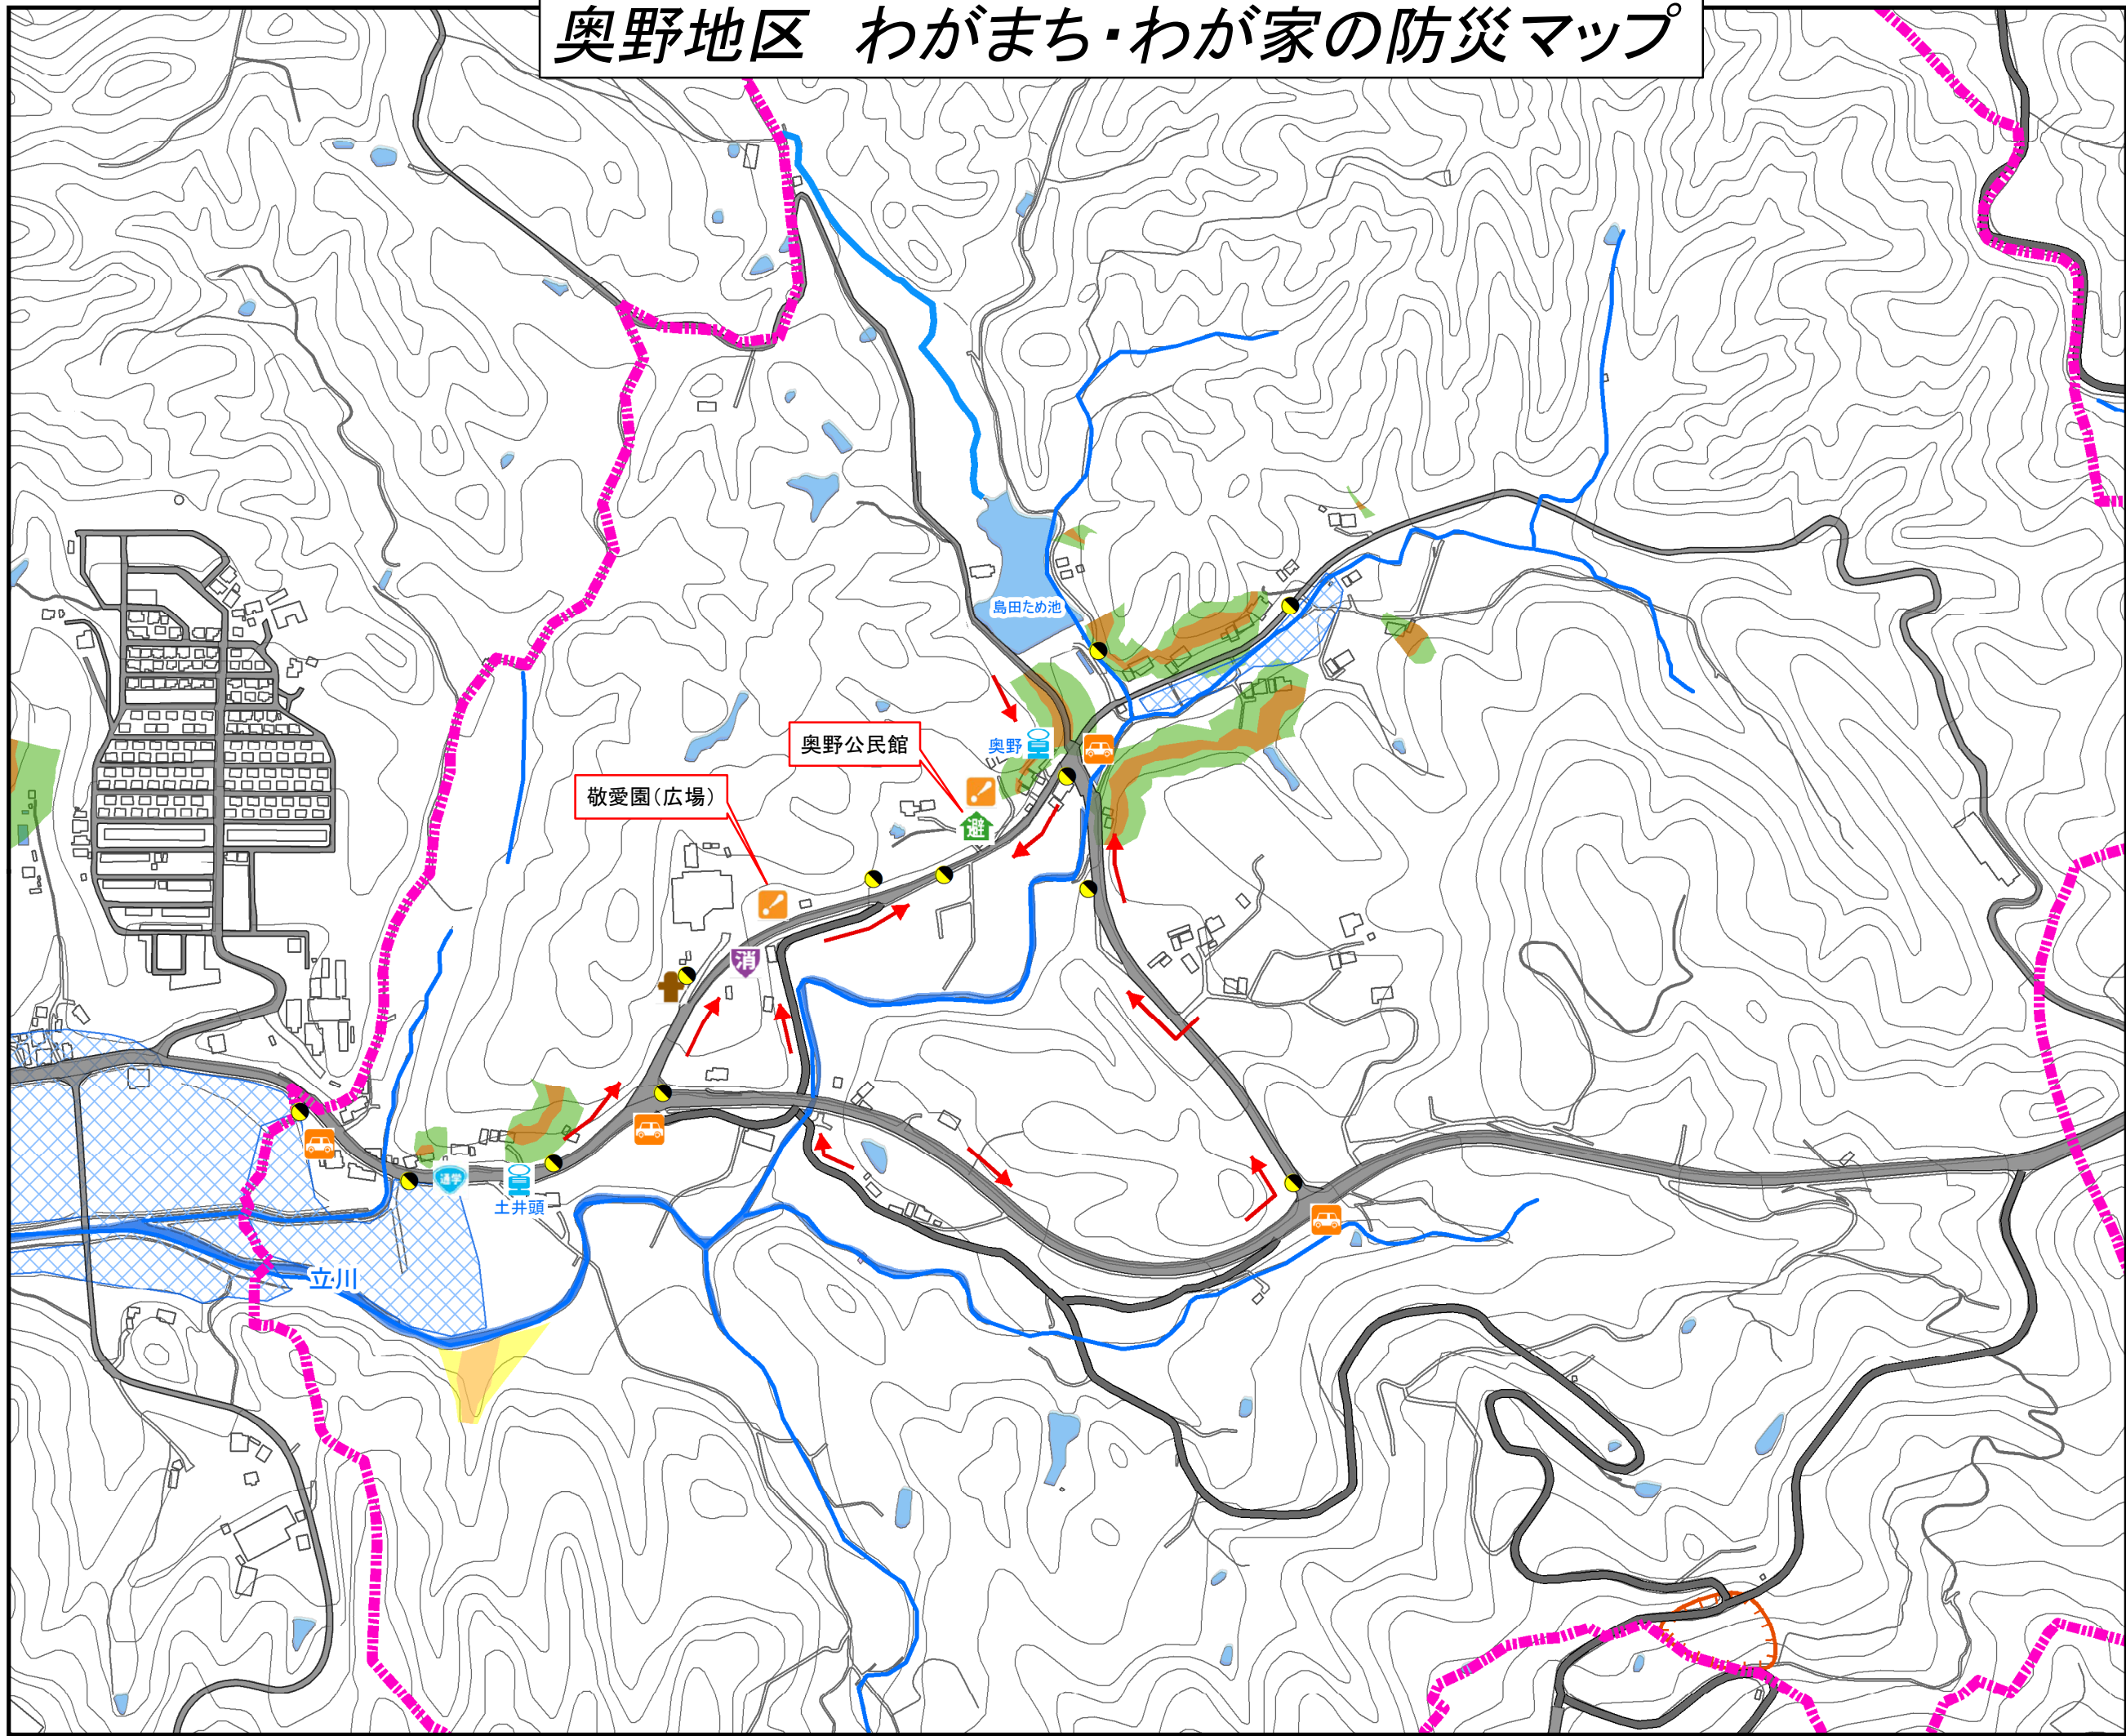 奥野地区　わがまち・わが家の防災マップ
島田ため池
奥野公民館
奥野
敬愛園（広場）
避
消
通学
土井頭
立川